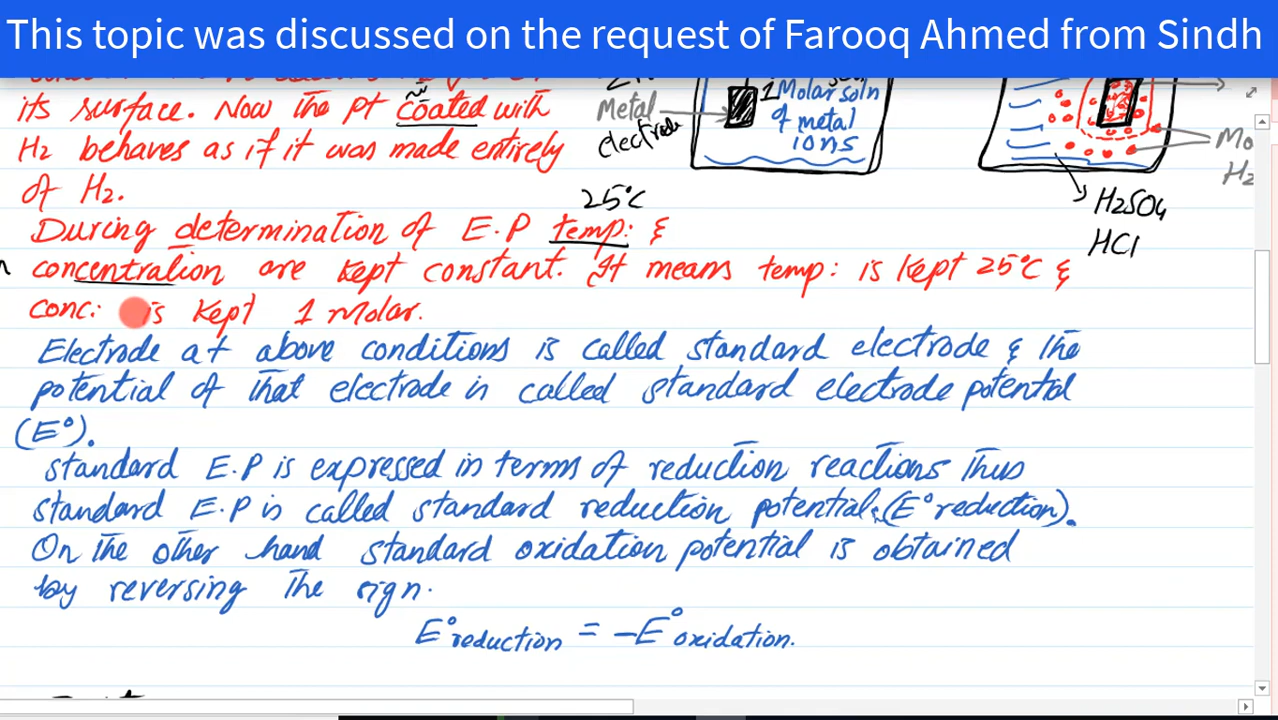 This topic was discussed on the request of Farooq Ahmed from Sindh
its surface. Now the pt coated with
H2 behaves as if it was made entirely
of H2.
Metal
electrode
1 Molar soln
of metal
ions
Mo
H2
H2SO4
HCl
25°C
During determination of E.P temp: &
concentration are kept constant. It means temp: is kept 25°C &
conc: is kept 1 molar.
Electrode at above conditions is called standard electrode & the
potential of that electrode is called standard electrode potential
(E°).
standard E.P is expressed in terms of reduction reactions thus
standard E.P is called standard reduction potential (E° reduction).
On the other hand standard oxidation potential is obtained
by reversing the sign.
E° reduction = -E° oxidation.